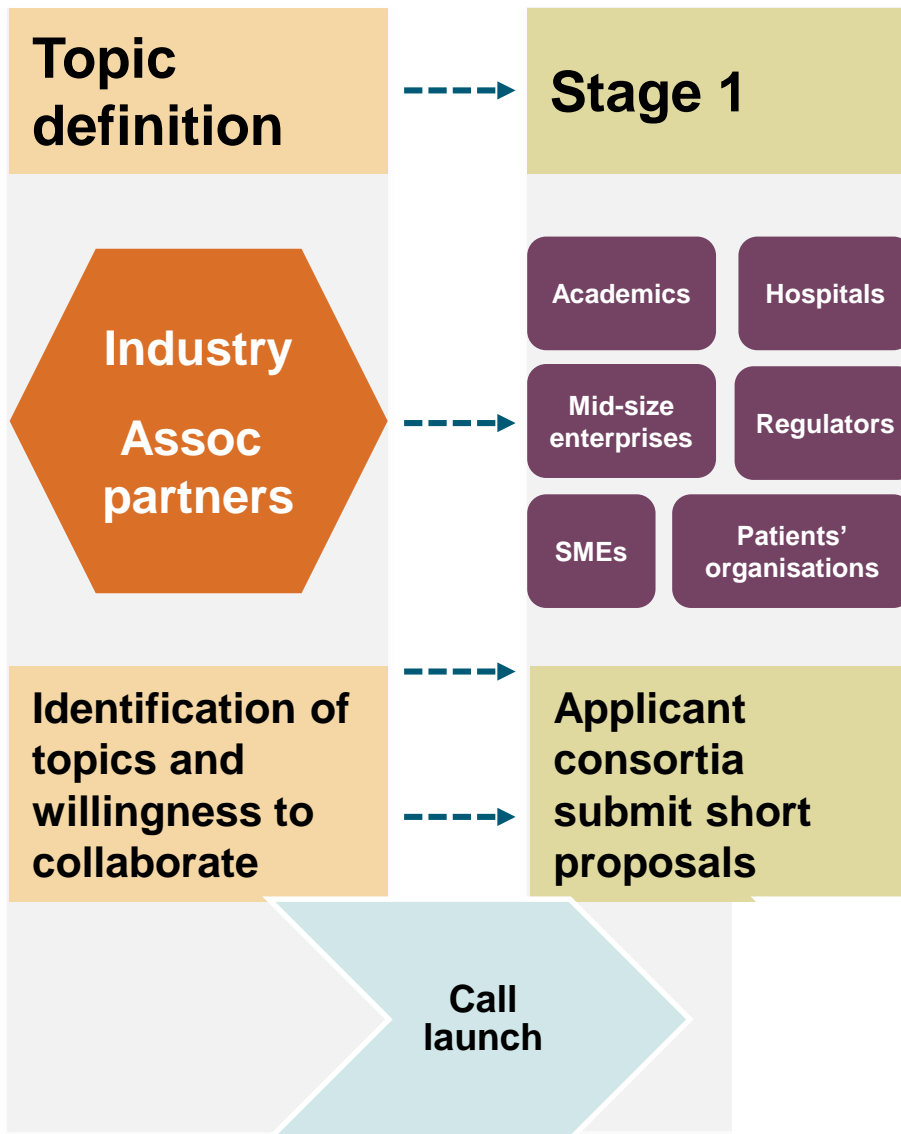 Topic
definition
Stage 1
Industry
Assoc
partners
Academics
Hospitals
Mid-size
enterprises
Regulators
SMEs
Patients’
organisations
Identification of
topics and
willingness to
collaborate
Applicant
consortia
submit short
proposals
Call
launch